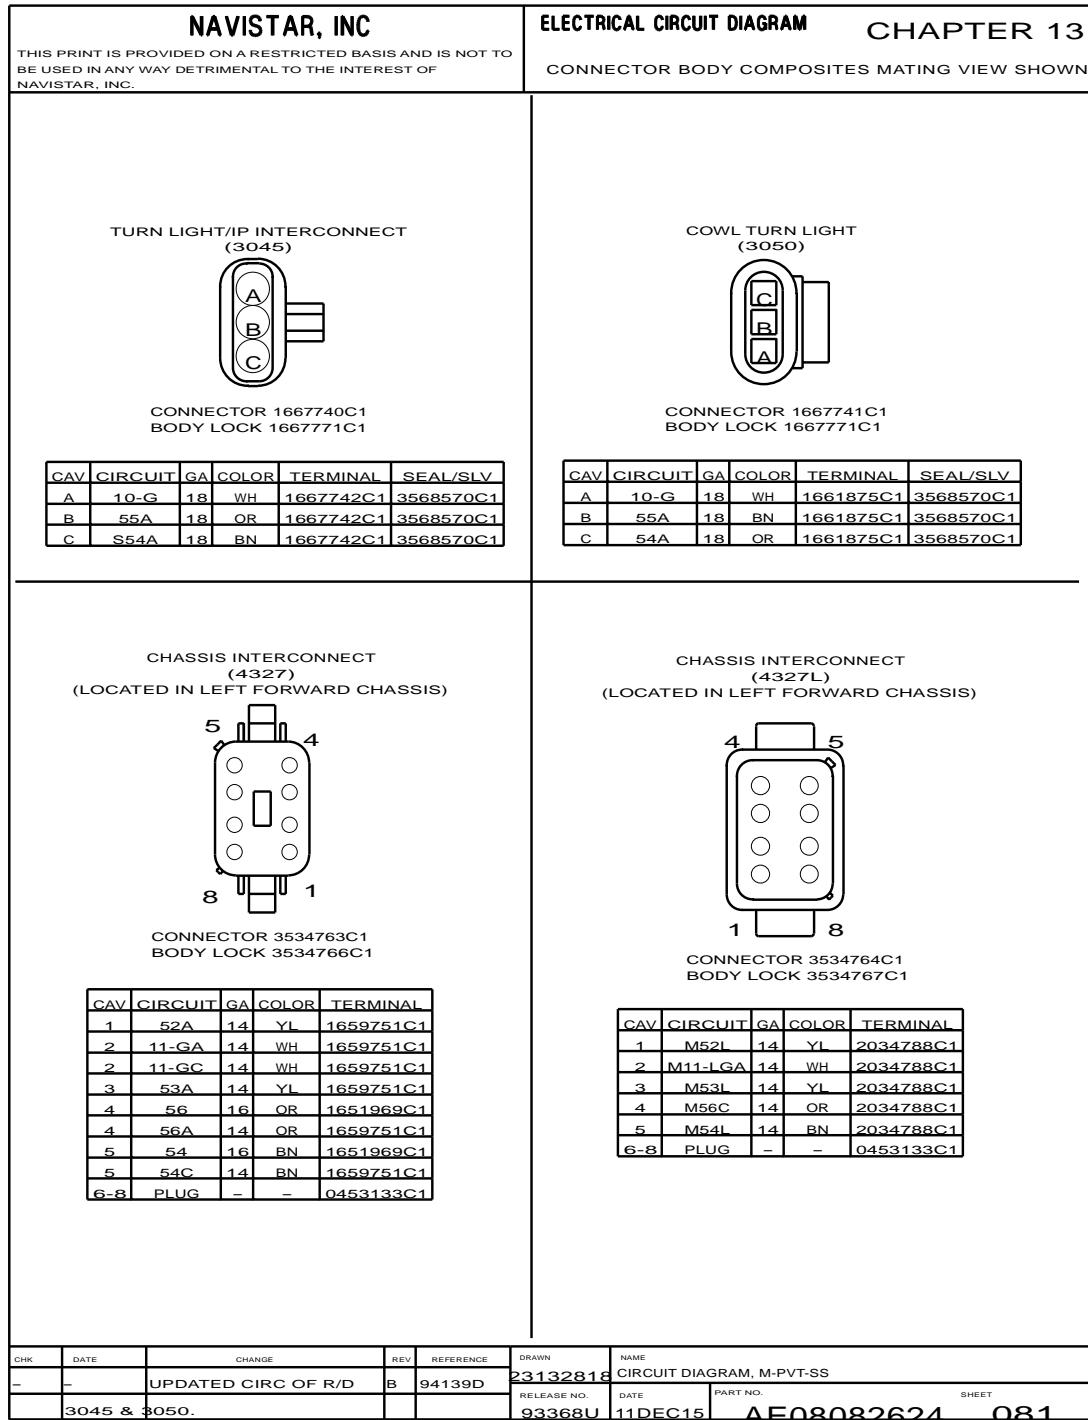 NAVISTAR, INC
THIS PRINT IS PROVIDED ON A RESTRICTED BASIS AND IS NOT TO
BE USED IN ANY WAY DETRIMENTAL TO THE INTEREST OF
NAVISTAR, INC.
ELECTRICAL CIRCUIT DIAGRAM CHAPTER 13
CONNECTOR BODY COMPOSITES MATING VIEW SHOWN
TURN LIGHT/IP INTERCONNECT
(3045)
A
B
C
CONNECTOR 1667740C1
BODY LOCK 1667771C1
CAV CIRCUIT GA COLOR TERMINAL SEAL/SLV
A 10-G 18 WH 1667742C1 3568570C1
B 55A 18 OR 1667742C1 3568570C1
C S54A 18 BN 1667742C1 3568570C1
COWL TURN LIGHT
(3050)
C
B
A
CONNECTOR 1667741C1
BODY LOCK 1667771C1
CAV CIRCUIT GA COLOR TERMINAL SEAL/SLV
A 10-G 18 WH 1661875C1 3568570C1
B 55A 18 BN 1661875C1 3568570C1
C 54A 18 OR 1661875C1 3568570C1
CHASSIS INTERCONNECT
(4327)
(LOCATED IN LEFT FORWARD CHASSIS)
5 4
8 1
CONNECTOR 3534763C1
BODY LOCK 3534766C1
CAV CIRCUIT GA COLOR TERMINAL
1 52A 14 YL 1659751C1
2 11-GA 14 WH 1659751C1
2 11-GC 14 WH 1659751C1
3 53A 14 YL 1659751C1
4 56 16 OR 1651969C1
4 56A 14 OR 1659751C1
5 54 16 BN 1651969C1
5 54C 14 BN 1659751C1
6-8 PLUG – – 0453133C1
CHASSIS INTERCONNECT
(4327L)
(LOCATED IN LEFT FORWARD CHASSIS)
4 5
1 8
CONNECTOR 3534764C1
BODY LOCK 3534767C1
CAV CIRCUIT GA COLOR TERMINAL
1 M52L 14 YL 2034788C1
2 M11-LGA 14 WH 2034788C1
3 M53L 14 YL 2034788C1
4 M56C 14 OR 2034788C1
5 M54L 14 BN 2034788C1
6-8 PLUG – – 0453133C1
CHK DATE CHANGE REV REFERENCE
– – UPDATED CIRC OF R/D B 94139D
3045 & 3050.
DRAWN NAME
23132818 CIRCUIT DIAGRAM, M-PVT-SS
RELEASE NO. DATE PART NO. SHEET
93368U 11DEC15 AE08082624 081